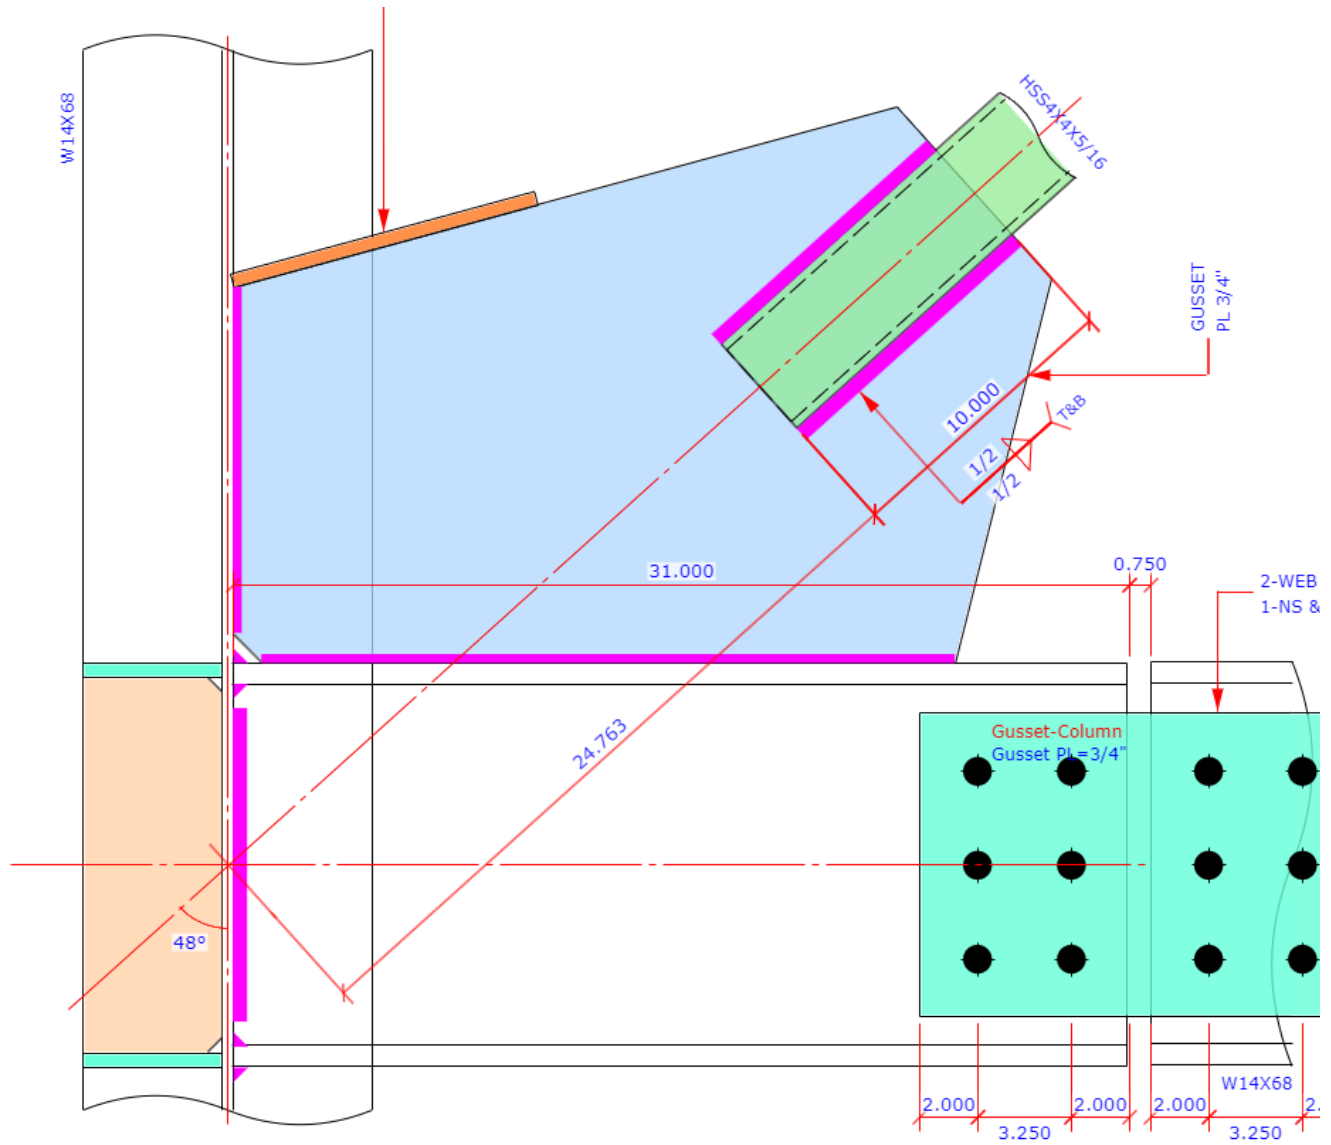 W14X68
HSS4X4X5/16
GUSSET
PL 3/4"
10.000
T&B
1/2
1/2
31.000
0.750
2-WEB
1-NS &
24.763
Gusset-Column
Gusset PL=3/4"
48°
W14X68
2.000
2.000
2.000
2.
3.250
3.250